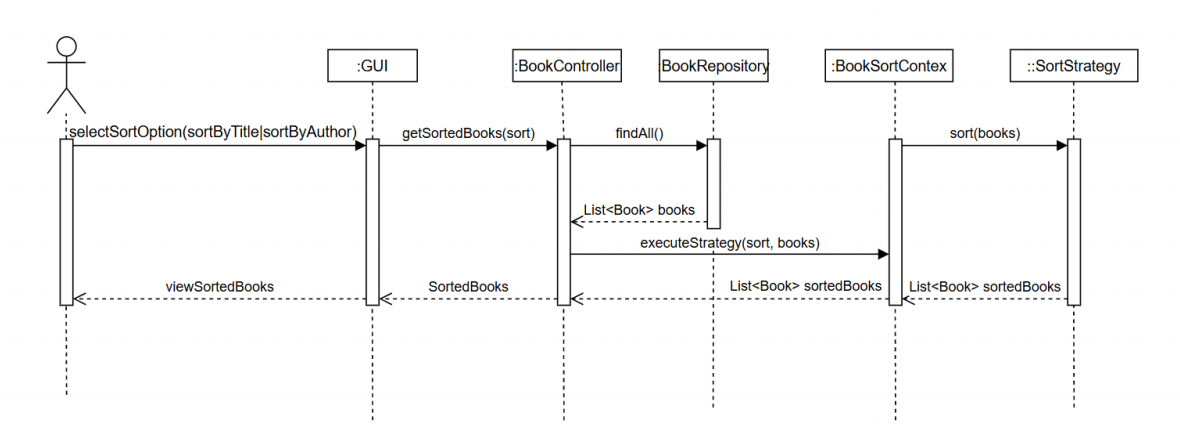 :GUI
:BookController
:BookRepository
:BookSortContex
::SortStrategy
selectSortOption(sortByTitle|sortByAuthor)
getSortedBooks(sort)
findAll()
sort(books)
List<Book> books
executeStrategy(sort, books)
viewSortedBooks
SortedBooks
List<Book> sortedBooks
List<Book> sortedBooks